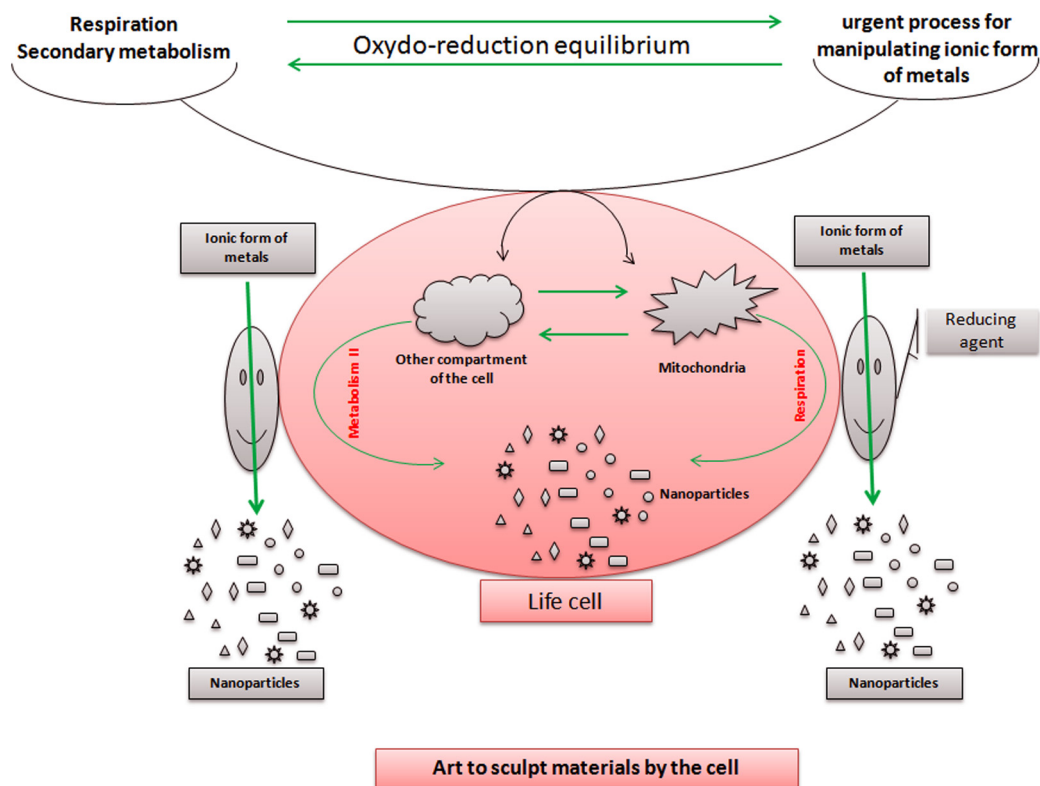 Respiration
Secondary metabolism
Oxydo-reduction equilibrium
urgent process for
manipulating ionic form
of metals
Ionic form of
metals
Ionic form of
metals
Reducing
agent
Other compartment
of the cell
Mitochondria
Metabolism II
Respiration
Nanoparticles
Life cell
Nanoparticles
Nanoparticles
Art to sculpt materials by the cell